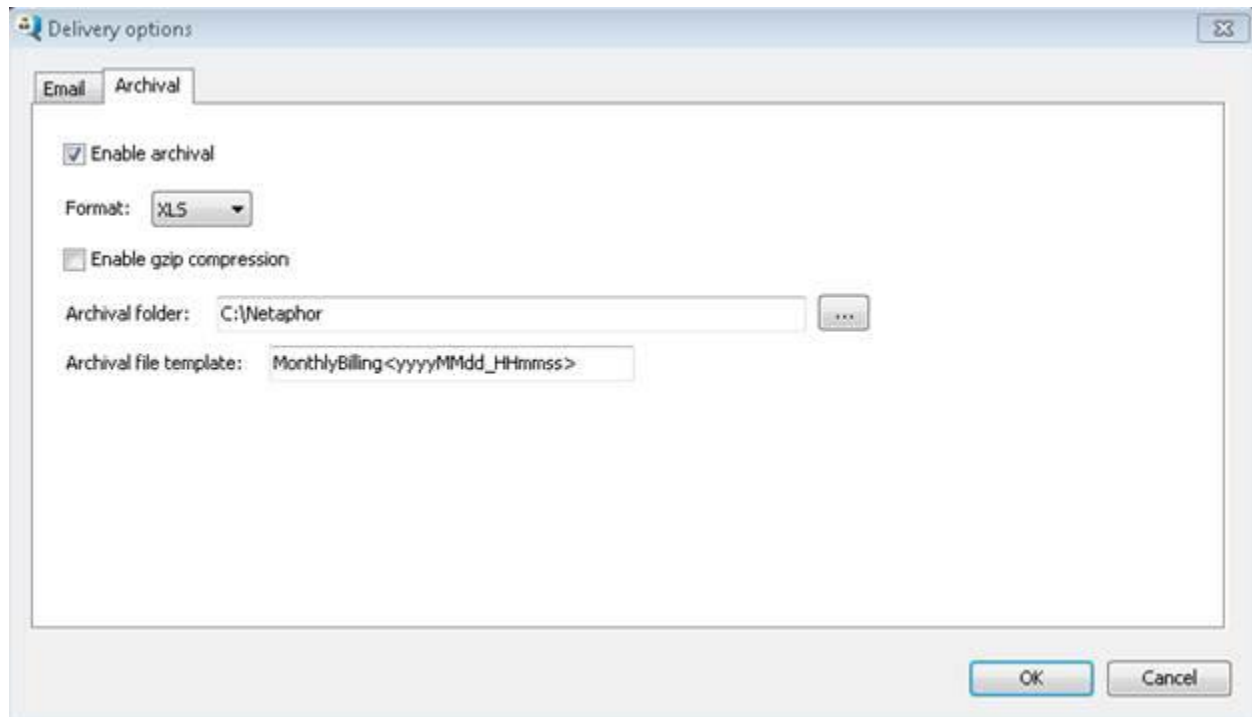 Delivery options
Email Archival
Enable archival
Format: XLS
Enable gzip compression
Archival folder: C:\Netaphor ...
Archival file template: MonthlyBilling<yyyyMMdd_HHmmss>
OK Cancel